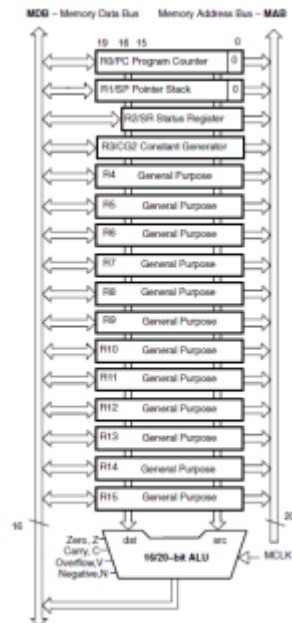 MDB – Memory Data Bus Memory Address Bus – MAB
19 16 15 0
R0/PC Program Counter 0
R1/SP Pointer Stack 0
R2/SR Status Register
R3/CG2 Constant Generator
R4 General Purpose
R5 General Purpose
R6 General Purpose
R7 General Purpose
R8 General Purpose
R9 General Purpose
R10 General Purpose
R11 General Purpose
R12 General Purpose
R13 General Purpose
R14 General Purpose
R15 General Purpose
16 20
Zero, Z dst src
Carry, C
Overflow,V 16/20–bit ALU MCLK
Negative,N